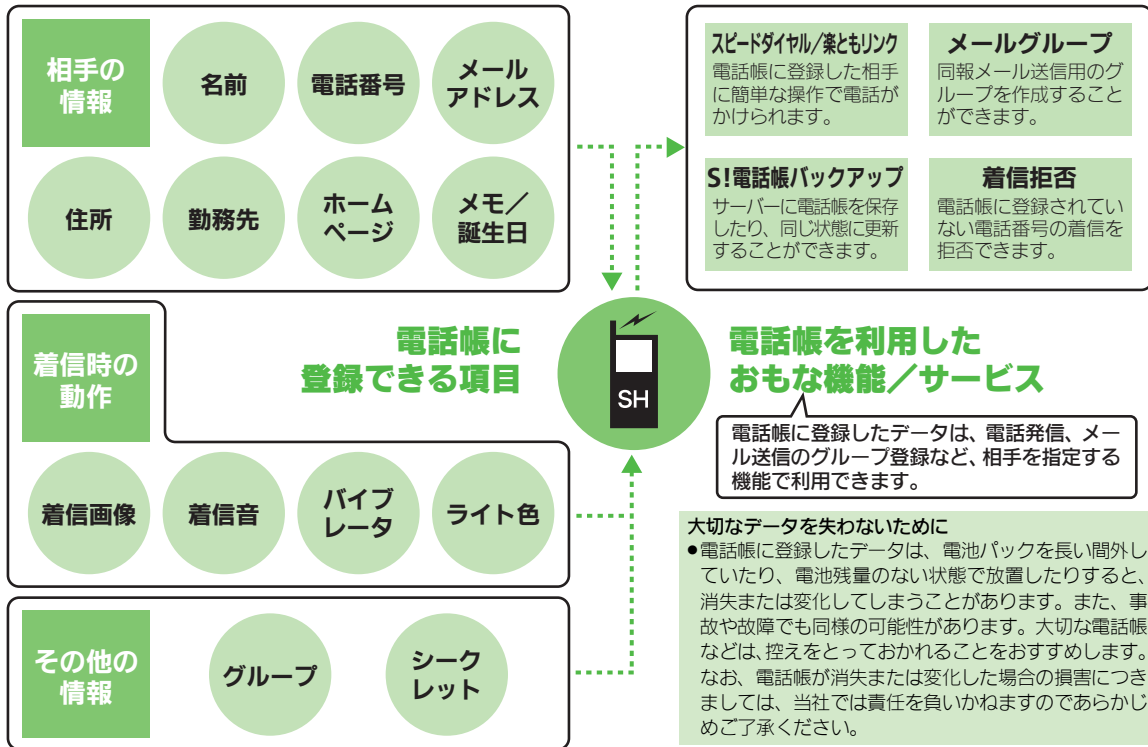 相手の
情報
名前
電話番号
メール
アドレス
住所
勤務先
ホーム
ページ
メモ／
誕生日
スピードダイヤル/楽ともリンク
電話帳に登録した相手
に簡単な操作で電話が
かけられます。
メールグループ
同報メール送信用のグ
ループを作成すること
ができます。
S!電話帳バックアップ
サーバーに電話帳を保存
したり、同じ状態に更新
することができます。
着信拒否
電話帳に登録されてい
ない電話番号の着信を
拒否できます。
着信時の
動作
電話帳に
登録できる項目
SH
電話帳を利用した
おもな機能／サービス
電話帳に登録したデータは、電話発信、メー
ル送信のグループ登録など、相手を指定する
機能で利用できます。
着信画像
着信音
バイブ
レータ
ライト色
その他の
情報
グループ
シーク
レット
大切なデータを失わないために
●電話帳に登録したデータは、電池パックを長い間外し
ていたり、電池残量のない状態で放置したりすると、
消失または変化してしまうことがあります。また、事
故や故障でも同様の可能性があります。大切な電話帳
などは、控えをとっておかれることをおすすめします。
なお、電話帳が消失または変化した場合の損害につき
ましては、当社では責任を負いかねますのであらかじ
めご了承ください。